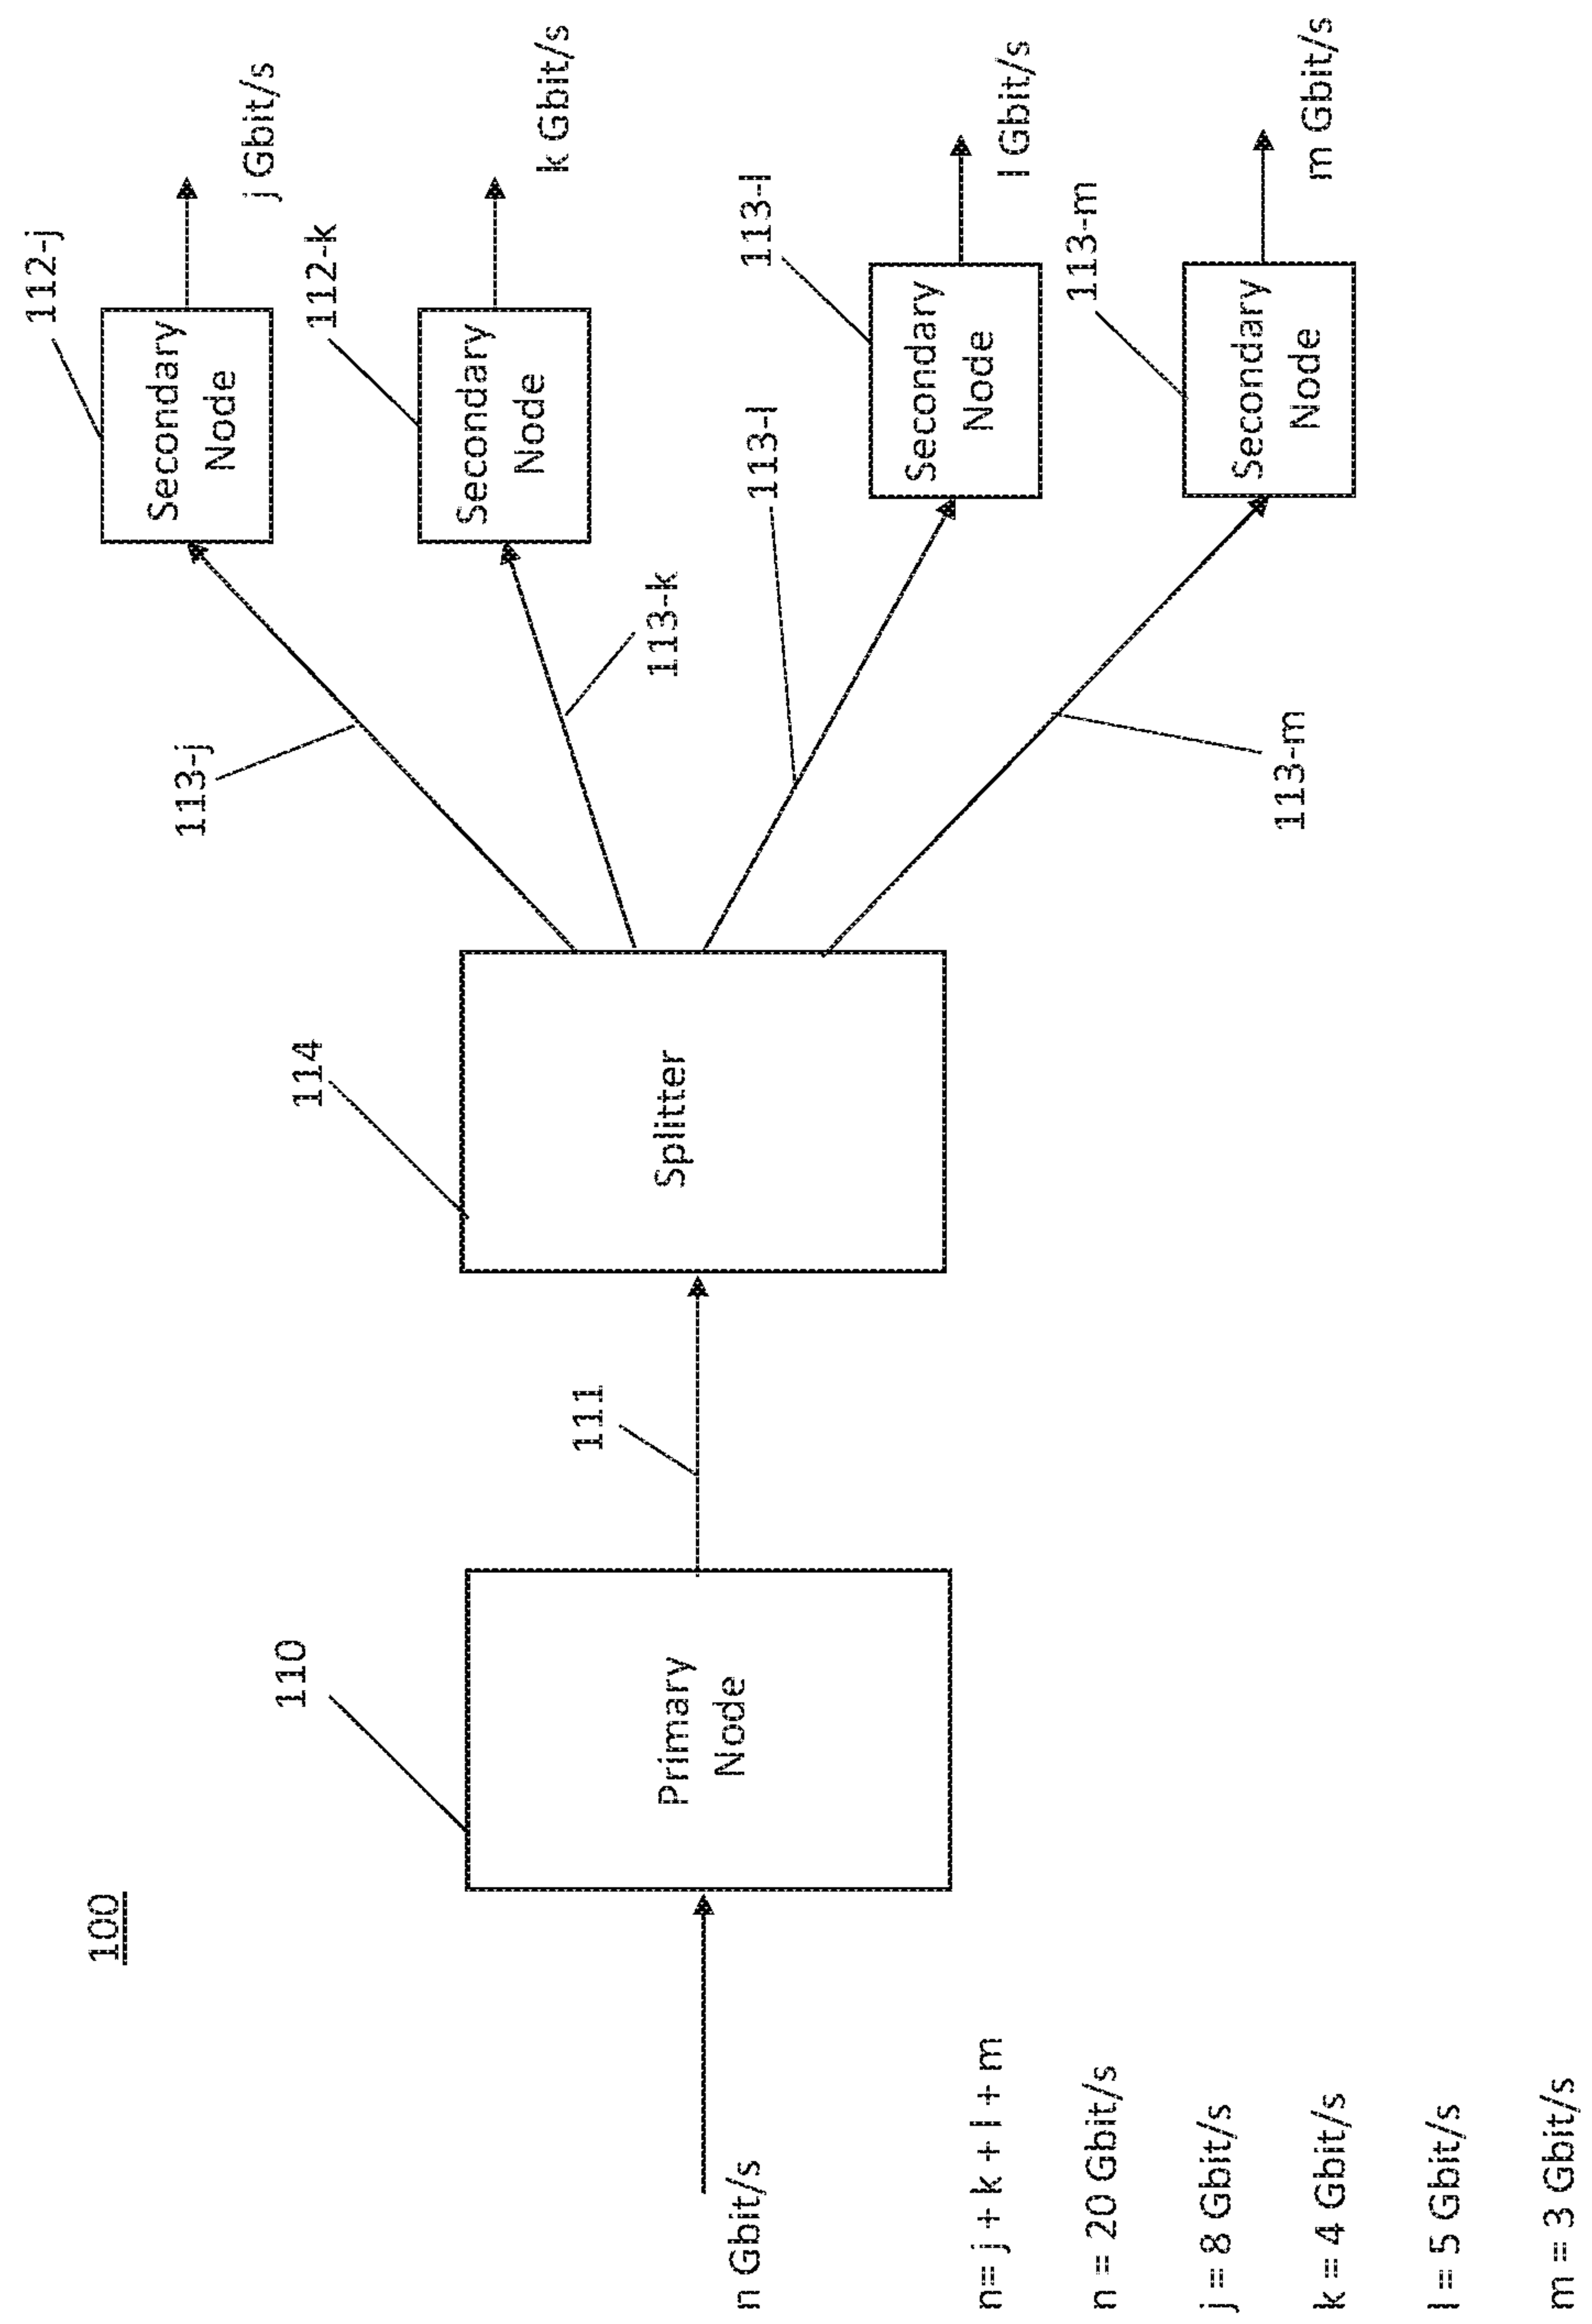 100
n Gbit/s
110
Primary
Node
111
114
Splitter
113-j
113-k
113-l
113-m
112-j
Secondary
Node
j Gbit/s
112-k
Secondary
Node
k Gbit/s
113-l
Secondary
Node
l Gbit/s
113-m
Secondary
Node
m Gbit/s
n= j + k + l + m
n = 20 Gbit/s
j = 8 Gbit/s
k = 4 Gbit/s
l = 5 Gbit/s
m = 3 Gbit/s